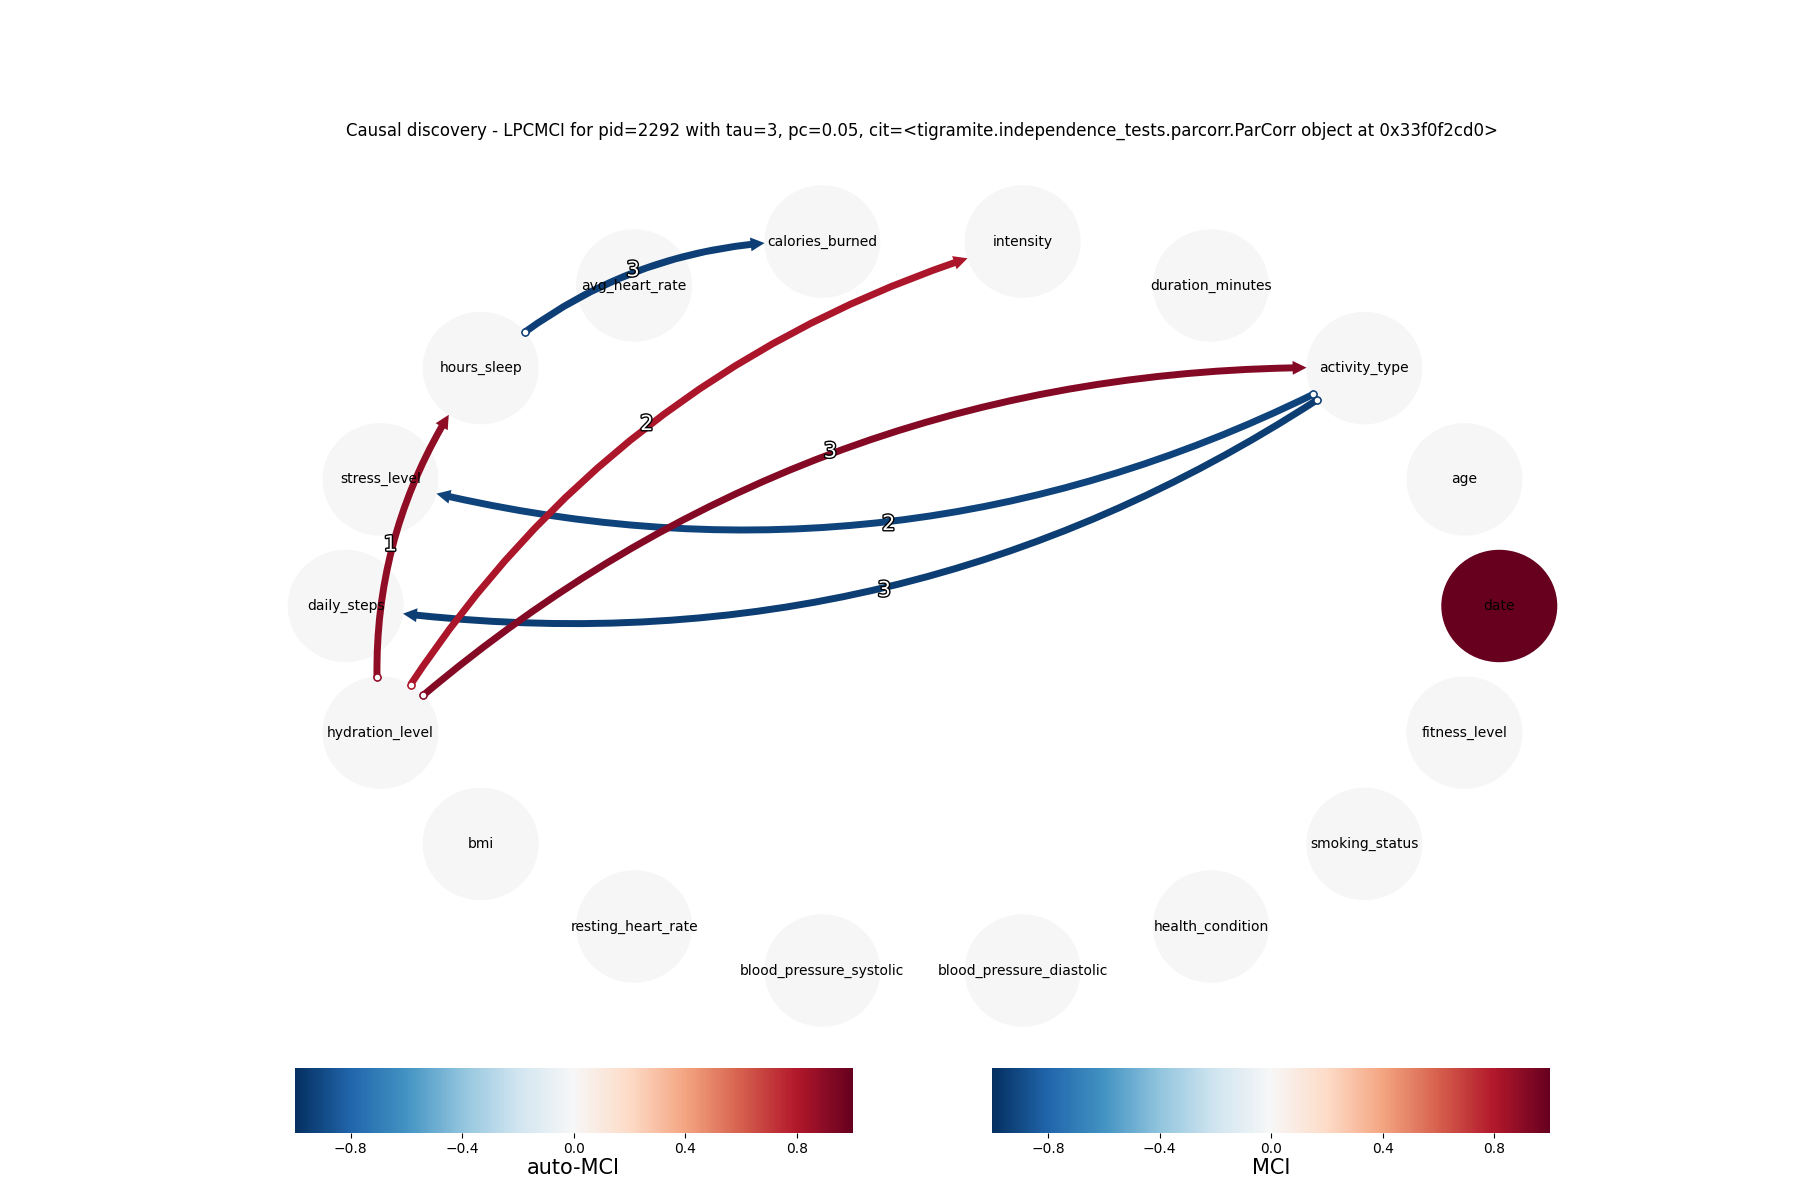 Causal discovery - LPCMCI for pid=2292 with tau=3, pc=0.05, cit=<tigramite.independence_tests.parcorr.ParCorr object at 0x33f0f2cd0>
calories_burned
intensity
3
avg_heart_rate
duration_minutes
hours_sleep
activity_type
2
3
stress_level
age
2
1
3
daily_steps
date
hydration_level
fitness_level
bmi
smoking_status
resting_heart_rate
health_condition
blood_pressure_systolic
blood_pressure_diastolic
−0.8 −0.4 0.0 0.4 0.8
auto-MCI
−0.8 −0.4 0.0 0.4 0.8
MCI